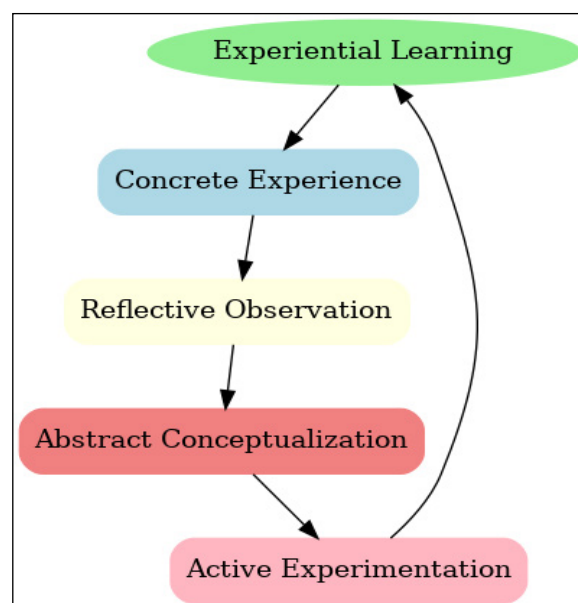 Experiential Learning
Concrete Experience
Reflective Observation
Abstract Conceptualization
Active Experimentation